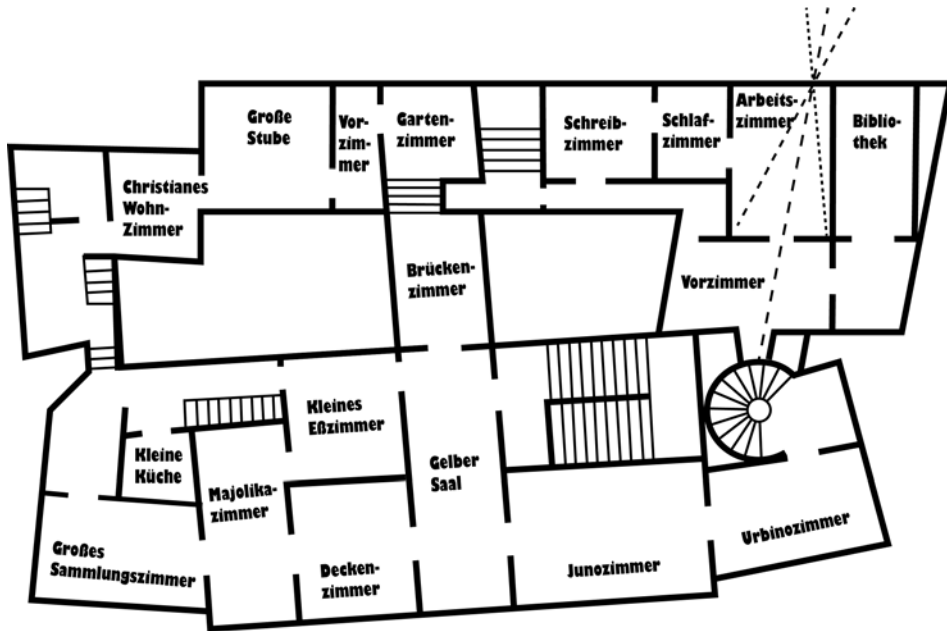 Große
Stube
Vor-
zim-
mer
Garten-
zimmer
Schreib-
zimmer
Schlaf-
zimmer
Arbeits-
zimmer
Biblio-
thek
Christianes
Wohn-
Zimmer
Brücken-
zimmer
Vorzimmer
Kleines
Eßzimmer
Kleine
Küche
Majolika-
zimmer
Gelber
Saal
Großes
Sammlungszimmer
Decken-
zimmer
Junozimmer
Urbinozimmer